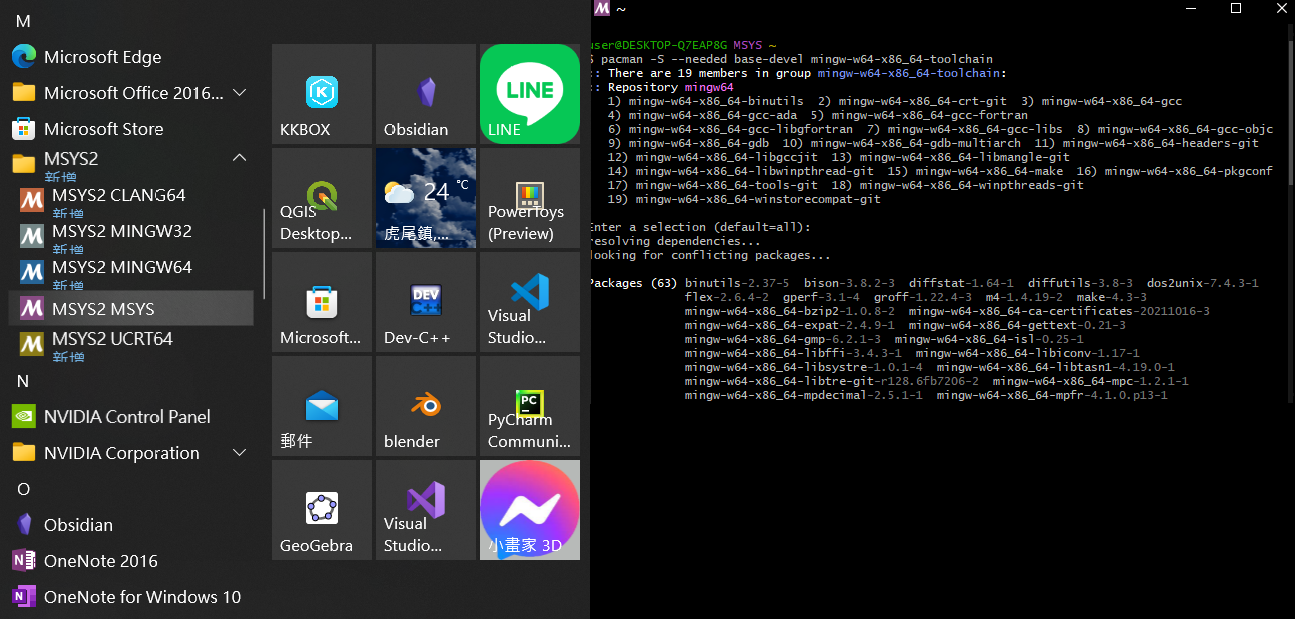 M
Microsoft Edge
Microsoft Office 2016...
Microsoft Store
MSYS2
新增
MSYS2 CLANG64
新增
MSYS2 MINGW32
新增
MSYS2 MINGW64
新增
MSYS2 MSYS
MSYS2 UCRT64
新增
N
NVIDIA Control Panel
NVIDIA Corporation
O
Obsidian
OneNote 2016
OneNote for Windows 10
KKBOX
Obsidian
LINE
LINE
QGIS
Desktop...
24 °C
虎尾鎮,...
PowerToys
(Preview)
Microsoft...
DEV
C++
Dev-C++
Visual
Studio...
郵件
blender
PC
PyCharm
Communi...
GeoGebra
Visual
Studio...
小畫家 3D
~
user@DESKTOP-Q7EAP8G MSYS ~
$ pacman -S --needed base-devel mingw-w64-x86_64-toolchain
:: There are 19 members in group mingw-w64-x86_64-toolchain:
:: Repository mingw64
1) mingw-w64-x86_64-binutils 2) mingw-w64-x86_64-crt-git 3) mingw-w64-x86_64-gcc
4) mingw-w64-x86_64-gcc-ada 5) mingw-w64-x86_64-gcc-fortran
6) mingw-w64-x86_64-gcc-libgfortran 7) mingw-w64-x86_64-gcc-libs 8) mingw-w64-x86_64-gcc-objc
9) mingw-w64-x86_64-gdb 10) mingw-w64-x86_64-gdb-multiarch 11) mingw-w64-x86_64-headers-git
12) mingw-w64-x86_64-libgccjit 13) mingw-w64-x86_64-libmangle-git
14) mingw-w64-x86_64-libwinpthread-git 15) mingw-w64-x86_64-make 16) mingw-w64-x86_64-pkgconf
17) mingw-w64-x86_64-tools-git 18) mingw-w64-x86_64-winpthreads-git
19) mingw-w64-x86_64-winstorecompat-git
Enter a selection (default=all):
resolving dependencies...
looking for conflicting packages...
Packages (63) binutils-2.37-5 bison-3.8.2-3 diffstat-1.64-1 diffutils-3.8-3 dos2unix-7.4.3-1
flex-2.6.4-2 gperf-3.1-4 groff-1.22.4-3 m4-1.4.19-2 make-4.3-3
mingw-w64-x86_64-bzip2-1.0.8-2 mingw-w64-x86_64-ca-certificates-20211016-3
mingw-w64-x86_64-expat-2.4.9-1 mingw-w64-x86_64-gettext-0.21-3
mingw-w64-x86_64-gmp-6.2.1-3 mingw-w64-x86_64-isl-0.25-1
mingw-w64-x86_64-libffi-3.4.3-1 mingw-w64-x86_64-libiconv-1.17-1
mingw-w64-x86_64-libsystre-1.0.1-4 mingw-w64-x86_64-libtasn1-4.19.0-1
mingw-w64-x86_64-libtre-git-r128.6fb7206-2 mingw-w64-x86_64-mpc-1.2.1-1
mingw-w64-x86_64-mpdecimal-2.5.1-1 mingw-w64-x86_64-mpfr-4.1.0.p13-1